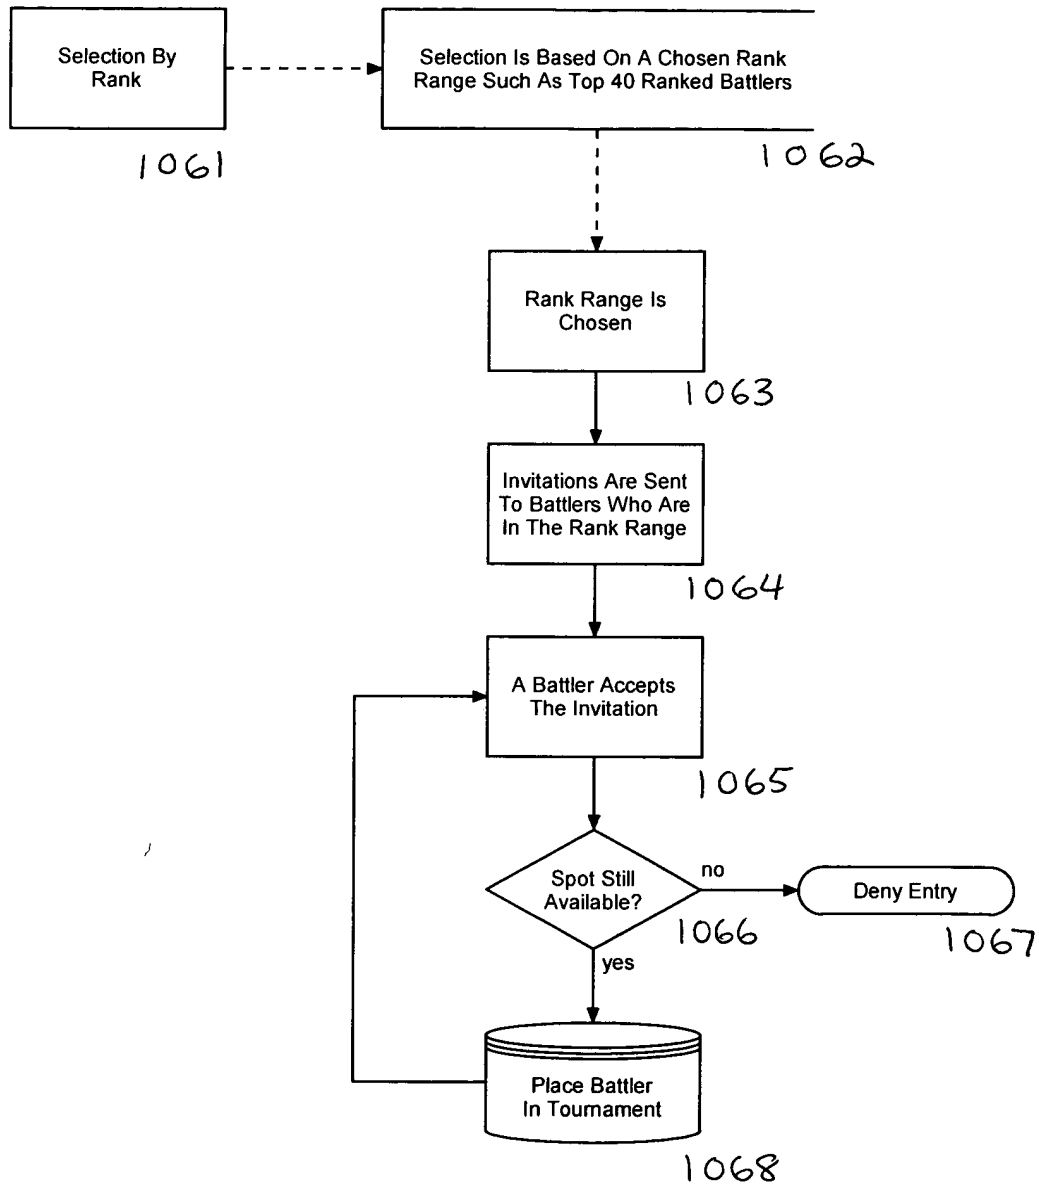 Selection By
Rank
1061
Selection Is Based On A Chosen Rank
Range Such As Top 40 Ranked Battlers
1062
Rank Range Is
Chosen
1063
Invitations Are Sent
To Battlers Who Are
In The Rank Range
1064
A Battler Accepts
The Invitation
1065
Spot Still
Available?
1066
no
Deny Entry
1067
yes
Place Battler
In Tournament
1068